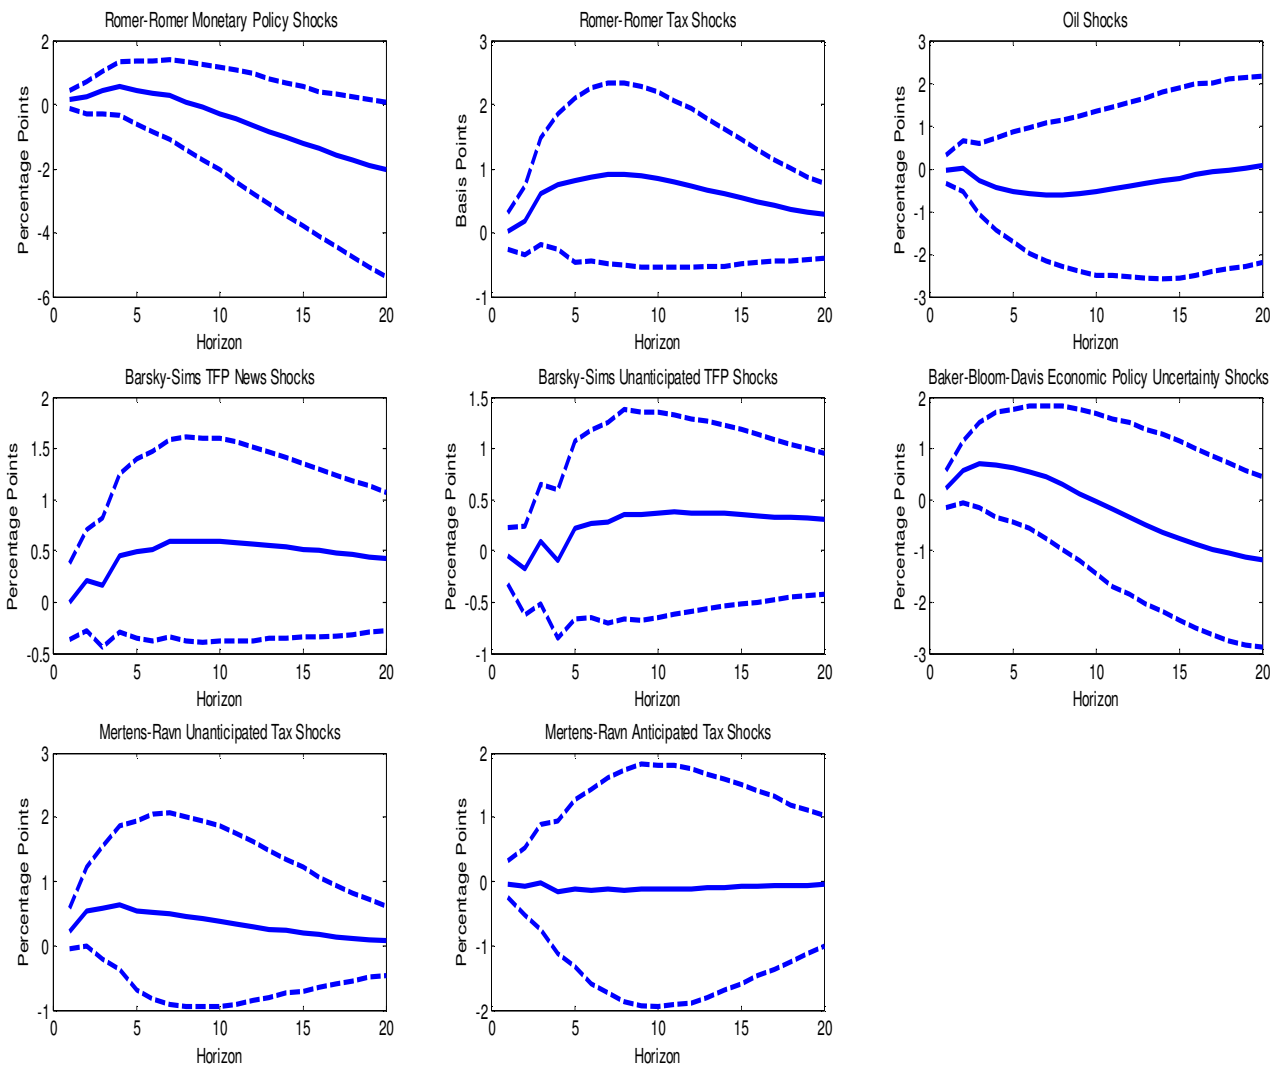 Romer-Romer Monetary Policy Shocks
2
0
-2
-4
-6
0 5 10 15 20
Percentage Points
Horizon
Romer-Romer Tax Shocks
3
2
1
0
-1
0 5 10 15 20
Basis Points
Horizon
Oil Shocks
3
2
1
0
-1
-2
-3
0 5 10 15 20
Percentage Points
Horizon
Barsky-Sims TFP News Shocks
2
1.5
1
0.5
0
-0.5
0 5 10 15 20
Percentage Points
Horizon
Barsky-Sims Unanticipated TFP Shocks
1.5
1
0.5
0
-0.5
-1
0 5 10 15 20
Percentage Points
Horizon
Baker-Bloom-Davis Economic Policy Uncertainty Shocks
2
1
0
-1
-2
-3
0 5 10 15 20
Percentage Points
Horizon
Mertens-Ravn Unanticipated Tax Shocks
3
2
1
0
-1
0 5 10 15 20
Percentage Points
Horizon
Mertens-Ravn Anticipated Tax Shocks
2
1
0
-1
-2
0 5 10 15 20
Percentage Points
Horizon